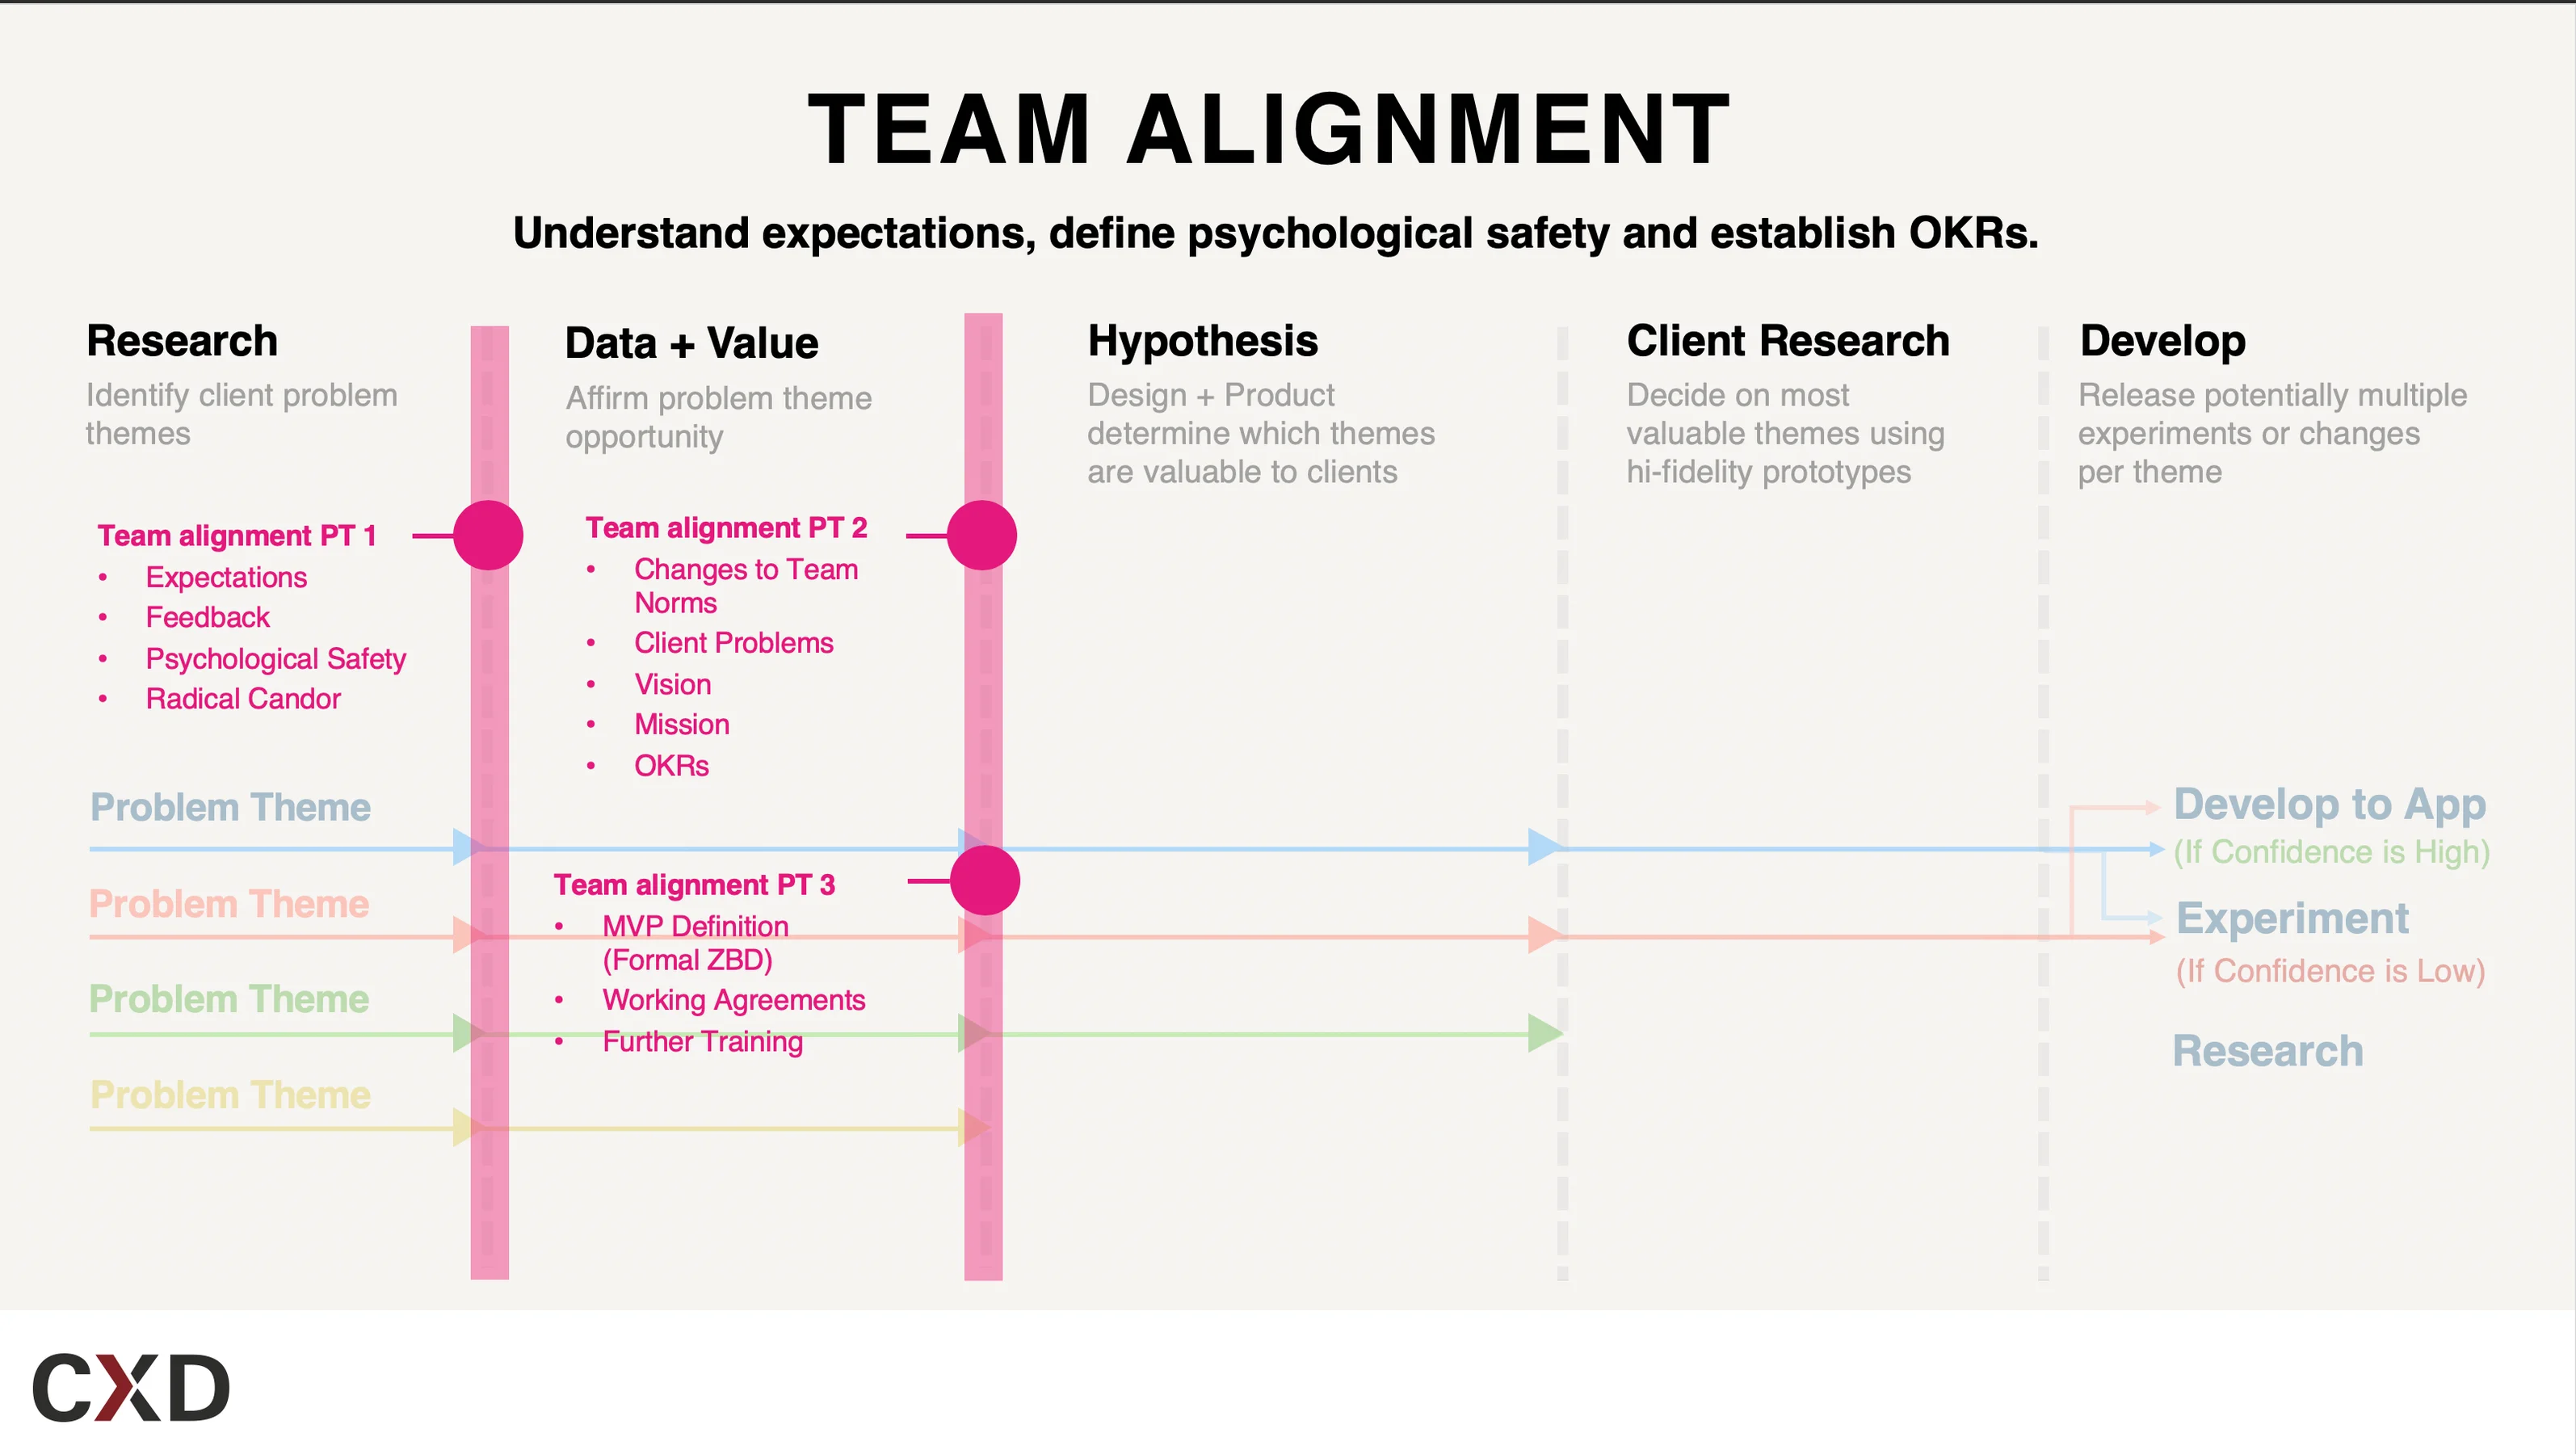 TEAM ALIGNMENT
Understand expectations, define psychological safety and establish OKRs.
Research
Identify client problem
themes
Data + Value
Affirm problem theme
opportunity
Hypothesis
Design + Product
determine which themes
are valuable to clients
Client Research
Decide on most
valuable themes using
hi-fidelity prototypes
Develop
Release potentially multiple
experiments or changes
per theme
Team alignment PT 1
• Expectations
• Feedback
• Psychological Safety
• Radical Candor
Team alignment PT 2
• Changes to Team
Norms
• Client Problems
• Vision
• Mission
• OKRs
Team alignment PT 3
• MVP Definition
(Formal ZBD)
• Working Agreements
• Further Training
Problem Theme
Problem Theme
Problem Theme
Problem Theme
Develop to App
(If Confidence is High)
Experiment
(If Confidence is Low)
Research
CXD